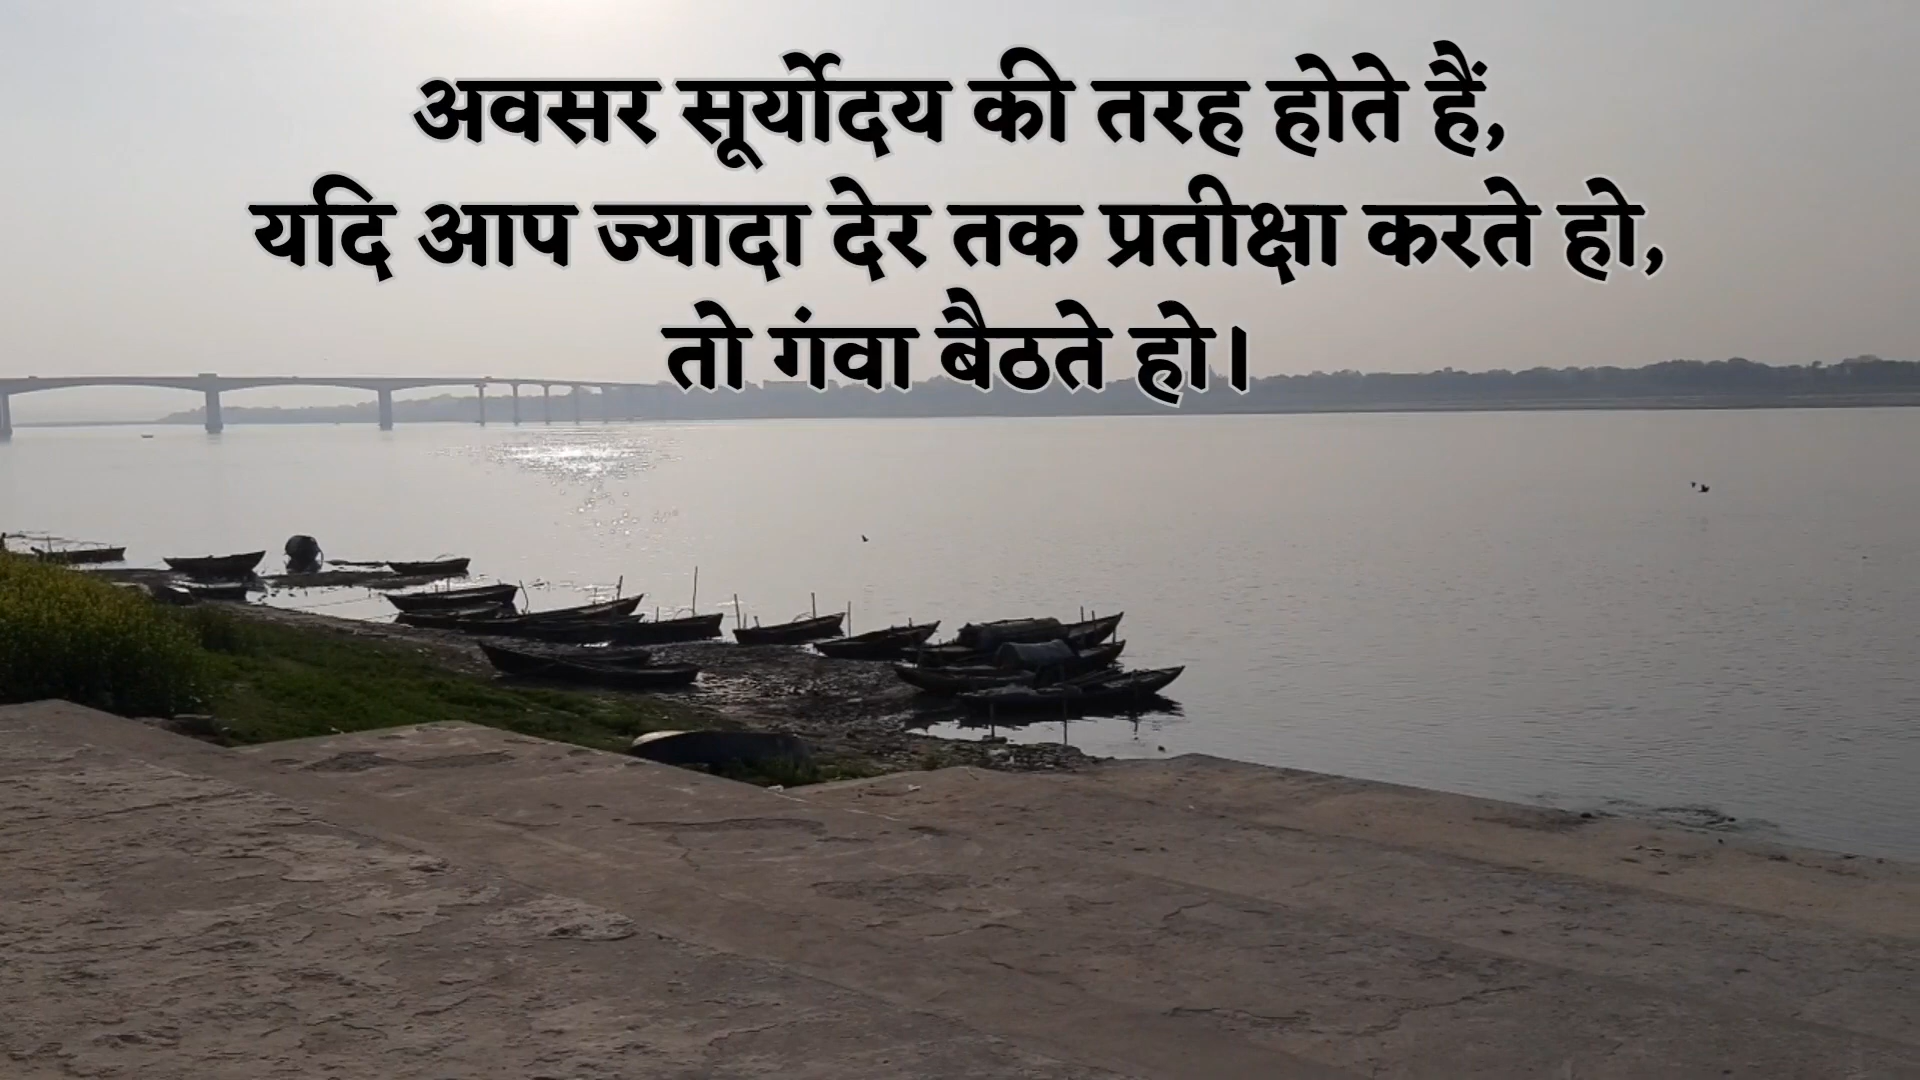 अवसर सूर्योदय की तरह होते हैं,
यदि आप ज्यादा देर तक प्रतीक्षा करते हो,
तो गंवा बैठते हो।